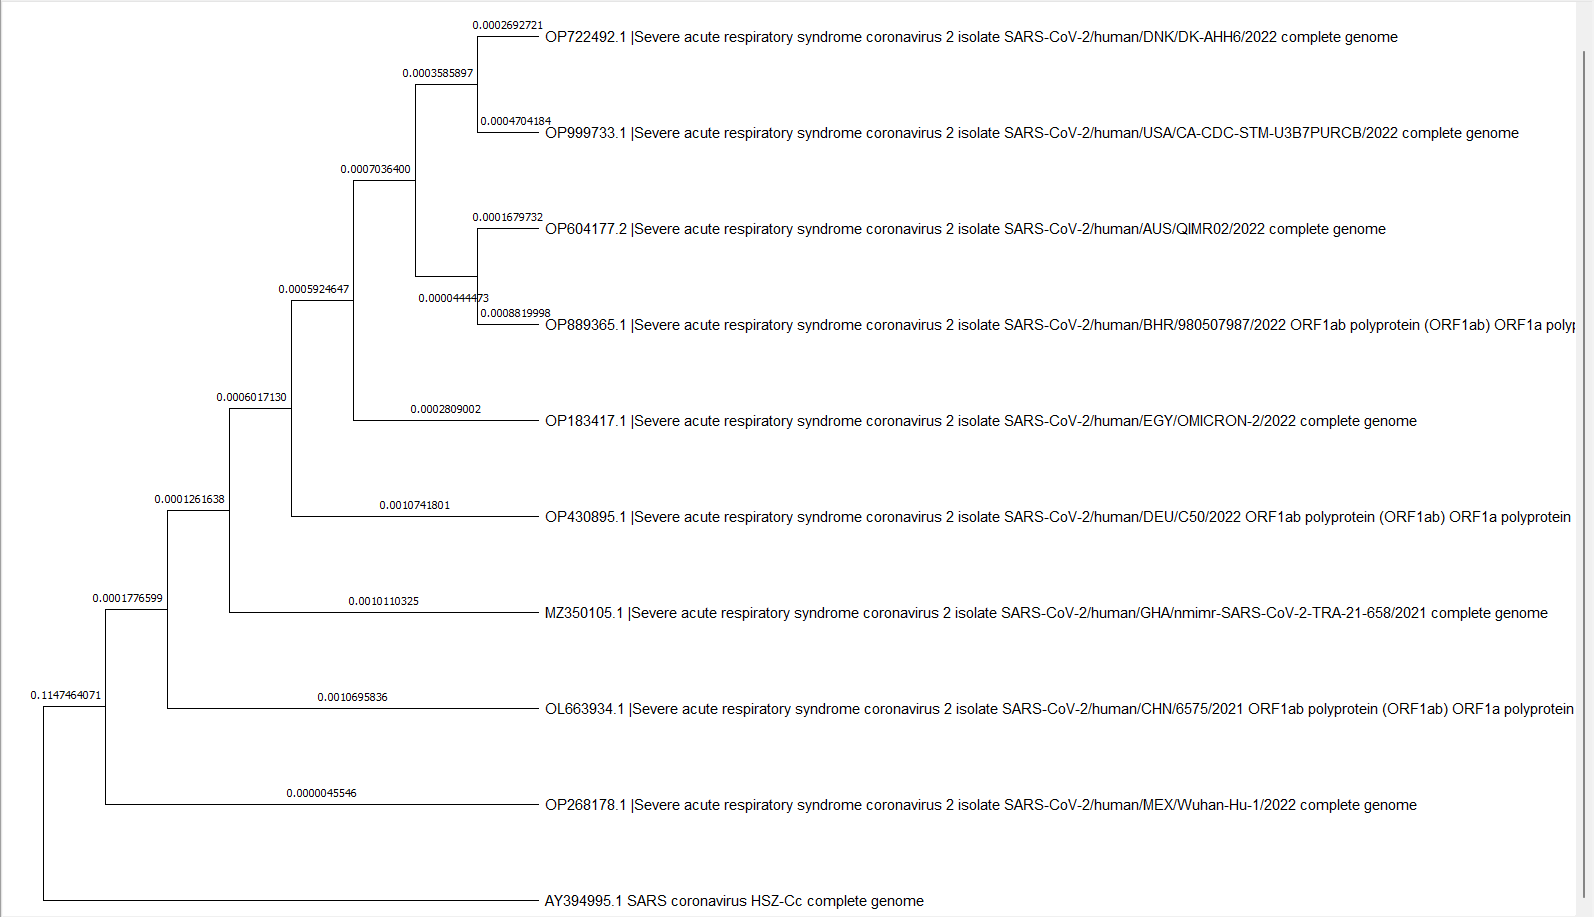 0.0002692721
OP722492.1 |Severe acute respiratory syndrome coronavirus 2 isolate SARS-CoV-2/human/DNK/DK-AHH6/2022 complete genome
0.0003585897
0.0004704184
OP999733.1 |Severe acute respiratory syndrome coronavirus 2 isolate SARS-CoV-2/human/USA/CA-CDC-STM-U3B7PURCB/2022 complete genome
0.0007036400
0.0001679732
OP604177.2 |Severe acute respiratory syndrome coronavirus 2 isolate SARS-CoV-2/human/AUS/QIMR02/2022 complete genome
0.0005924647
0.0000444473
0.0008819998
OP889365.1 |Severe acute respiratory syndrome coronavirus 2 isolate SARS-CoV-2/human/BHR/980507987/2022 ORF1ab polyprotein (ORF1ab) ORF1a polyp
0.0006017130
0.0002809002
OP183417.1 |Severe acute respiratory syndrome coronavirus 2 isolate SARS-CoV-2/human/EGY/OMICRON-2/2022 complete genome
0.0001261638
0.0010741801
OP430895.1 |Severe acute respiratory syndrome coronavirus 2 isolate SARS-CoV-2/human/DEU/C50/2022 ORF1ab polyprotein (ORF1ab) ORF1a polyprotein
0.0001776599
0.0010110325
MZ350105.1 |Severe acute respiratory syndrome coronavirus 2 isolate SARS-CoV-2/human/GHA/nmimr-SARS-CoV-2-TRA-21-658/2021 complete genome
0.1147464071
0.0010695836
OL663934.1 |Severe acute respiratory syndrome coronavirus 2 isolate SARS-CoV-2/human/CHN/6575/2021 ORF1ab polyprotein (ORF1ab) ORF1a polyprotein
0.0000045546
OP268178.1 |Severe acute respiratory syndrome coronavirus 2 isolate SARS-CoV-2/human/MEX/Wuhan-Hu-1/2022 complete genome
AY394995.1 SARS coronavirus HSZ-Cc complete genome